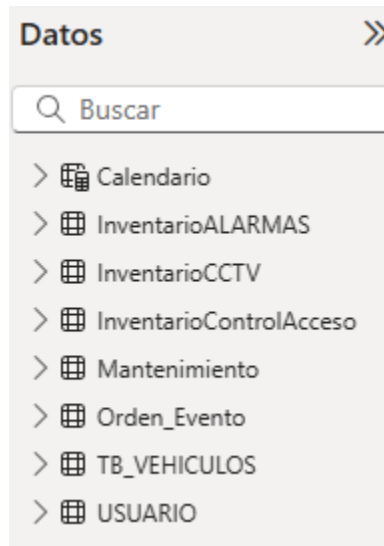 Datos
Buscar
Calendario
InventarioALARMAS
InventarioCCTV
InventarioControlAcceso
Mantenimiento
Orden_Evento
TB_VEHICULOS
USUARIO